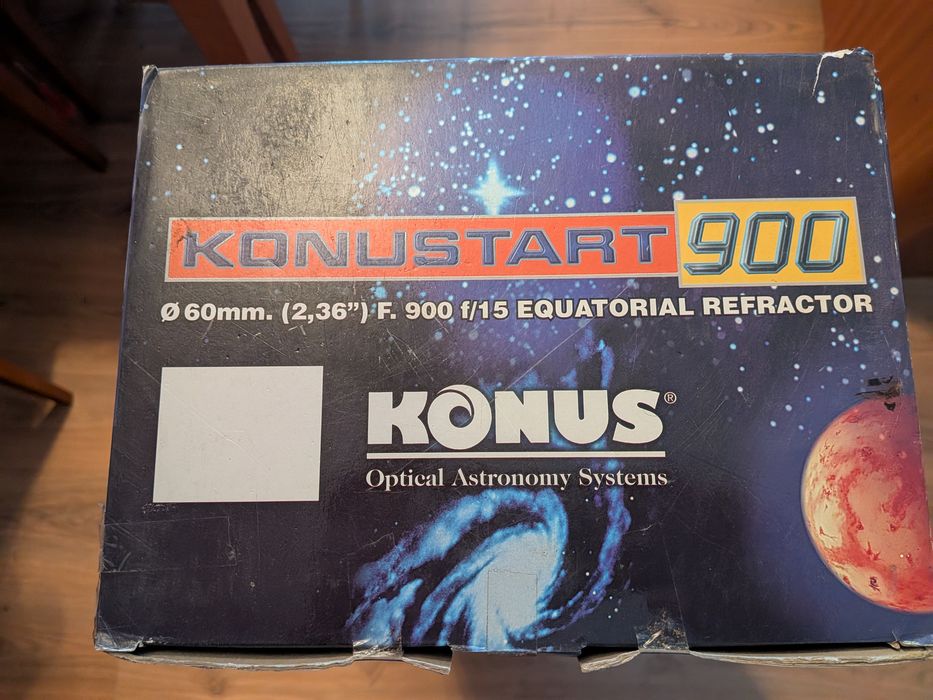 KONUSTART 900
Ø 60mm. (2,36”) F. 900 f/15 EQUATORIAL REFRACTOR
KONUS®
Optical Astronomy Systems